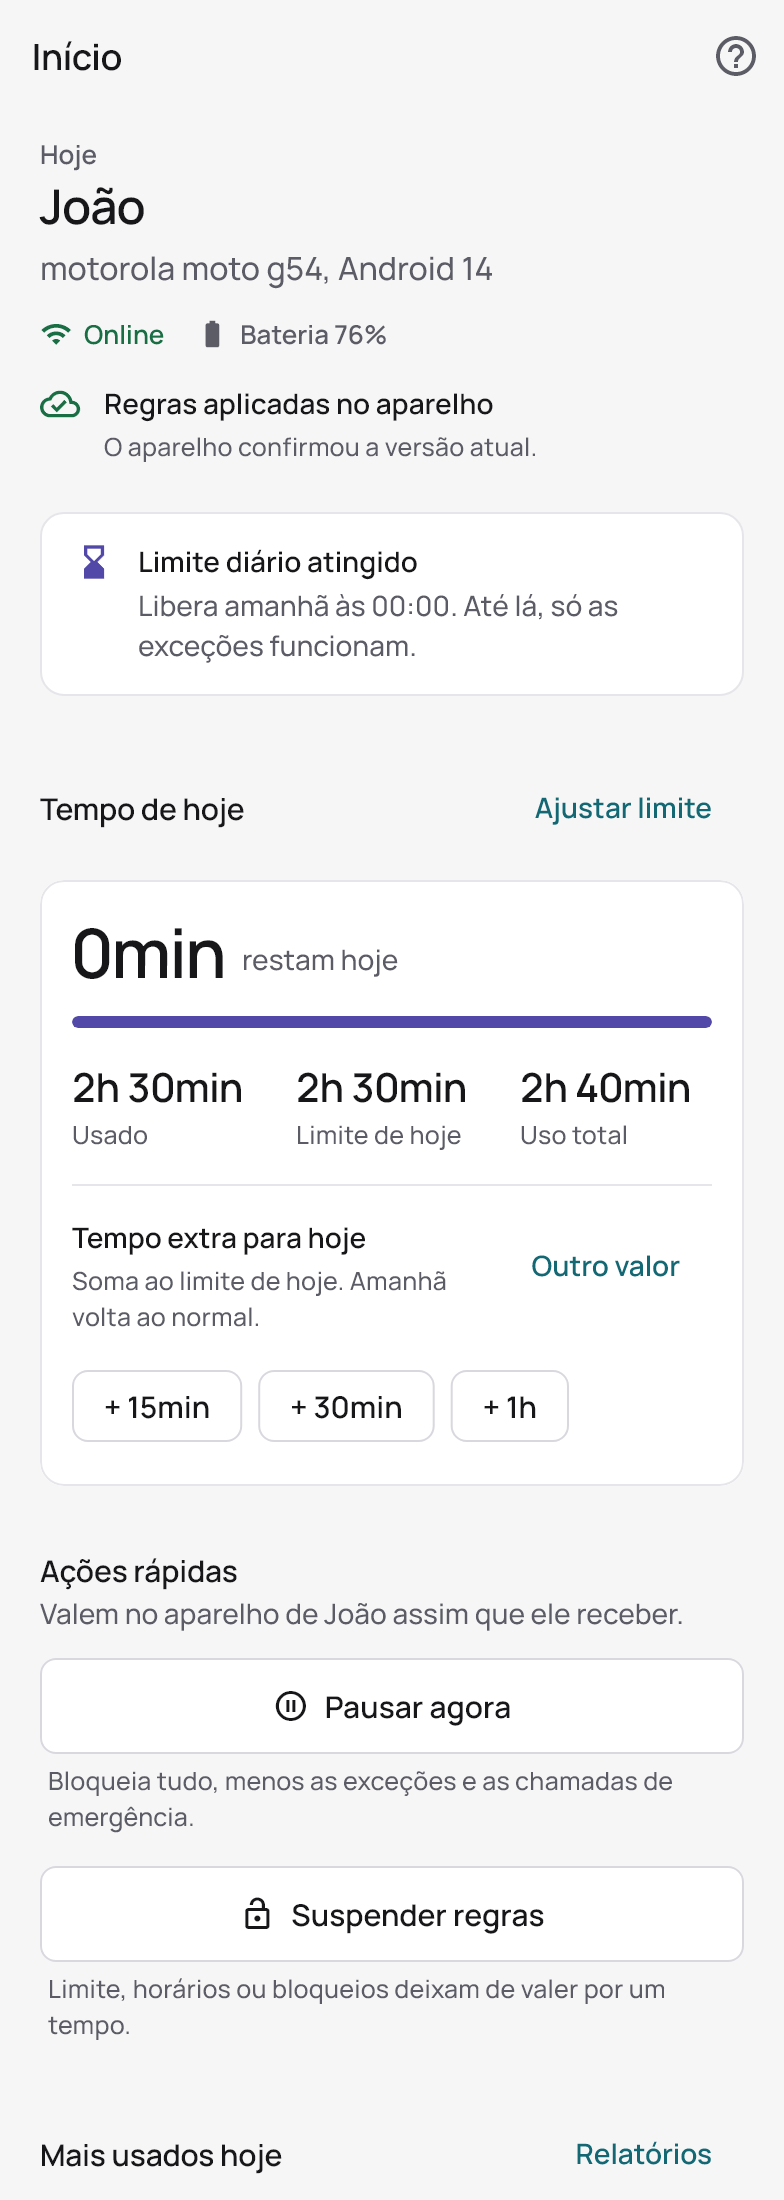 Início
Hoje
João
motorola moto g54, Android 14
Online
Bateria 76%
Regras aplicadas no aparelho
O aparelho confirmou a versão atual.
Limite diário atingido
Libera amanhã às 00:00. Até lá, só as
exceções funcionam.
Tempo de hoje
Ajustar limite
0min restam hoje
2h 30min
Usado
2h 30min
Limite de hoje
2h 40min
Uso total
Tempo extra para hoje
Soma ao limite de hoje. Amanhã
volta ao normal.
Outro valor
+ 15min
+ 30min
+ 1h
Ações rápidas
Valem no aparelho de João assim que ele receber.
Pausar agora
Bloqueia tudo, menos as exceções e as chamadas de
emergência.
Suspender regras
Limite, horários ou bloqueios deixam de valer por um
tempo.
Mais usados hoje
Relatórios